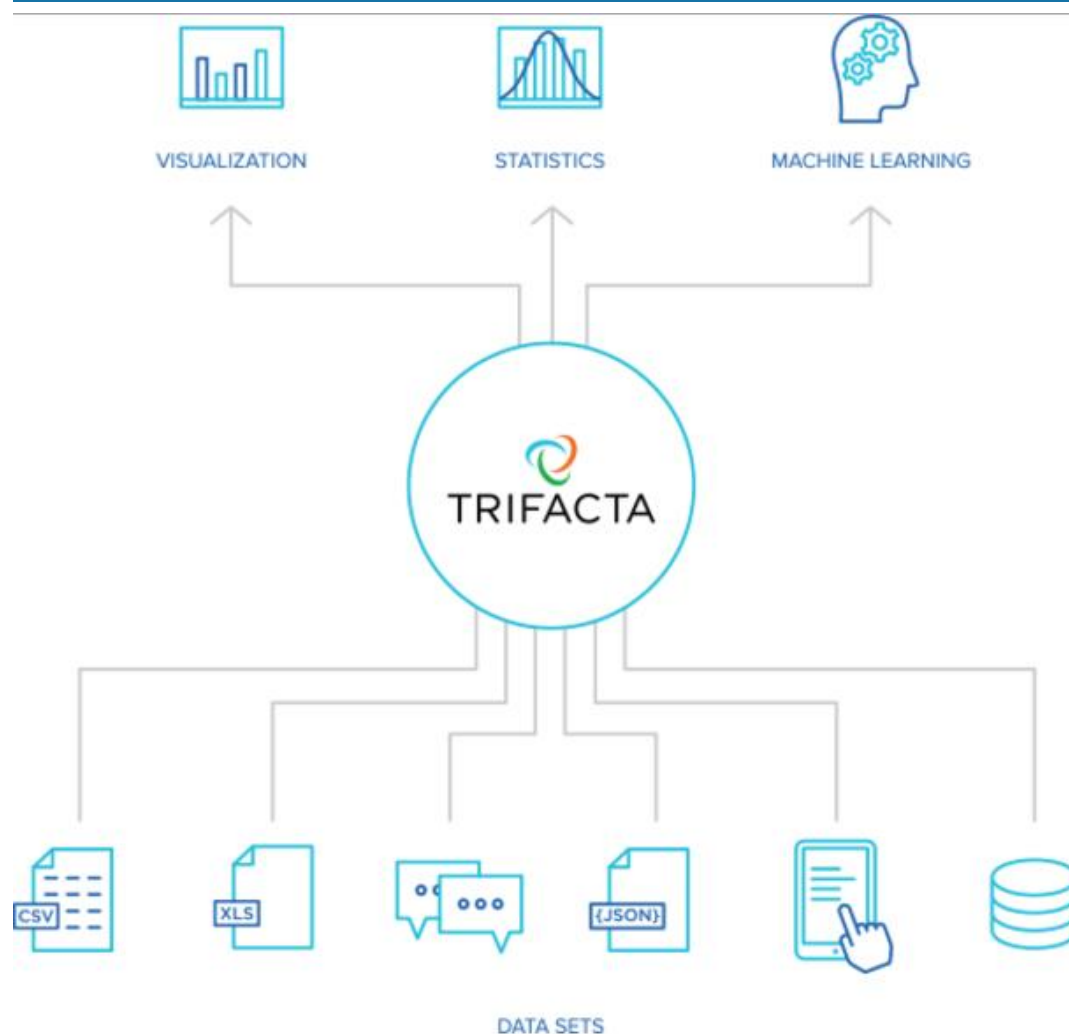 VISUALIZATION
STATISTICS
MACHINE LEARNING
TRIFACTA
CSV
XLS
{JSON}
DATA SETS